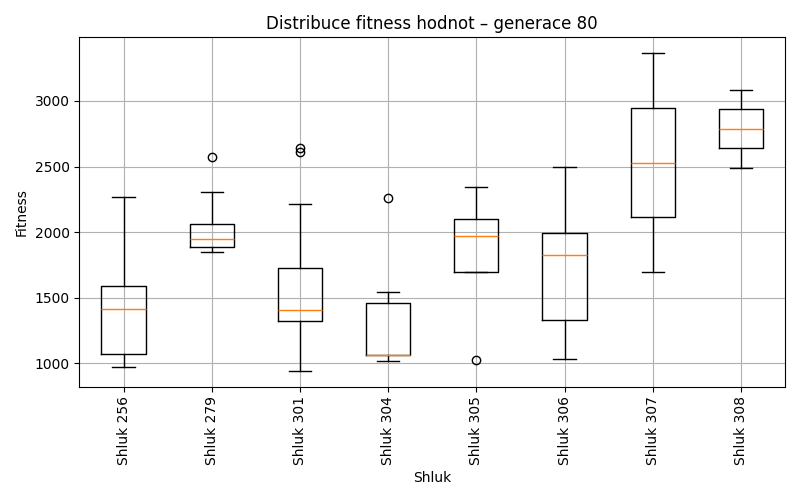 Distribuce fitness hodnot – generace 80
Fitness
3000
2500
2000
1500
1000
Shluk 256
Shluk 279
Shluk 301
Shluk 304
Shluk 305
Shluk 306
Shluk 307
Shluk 308
Shluk